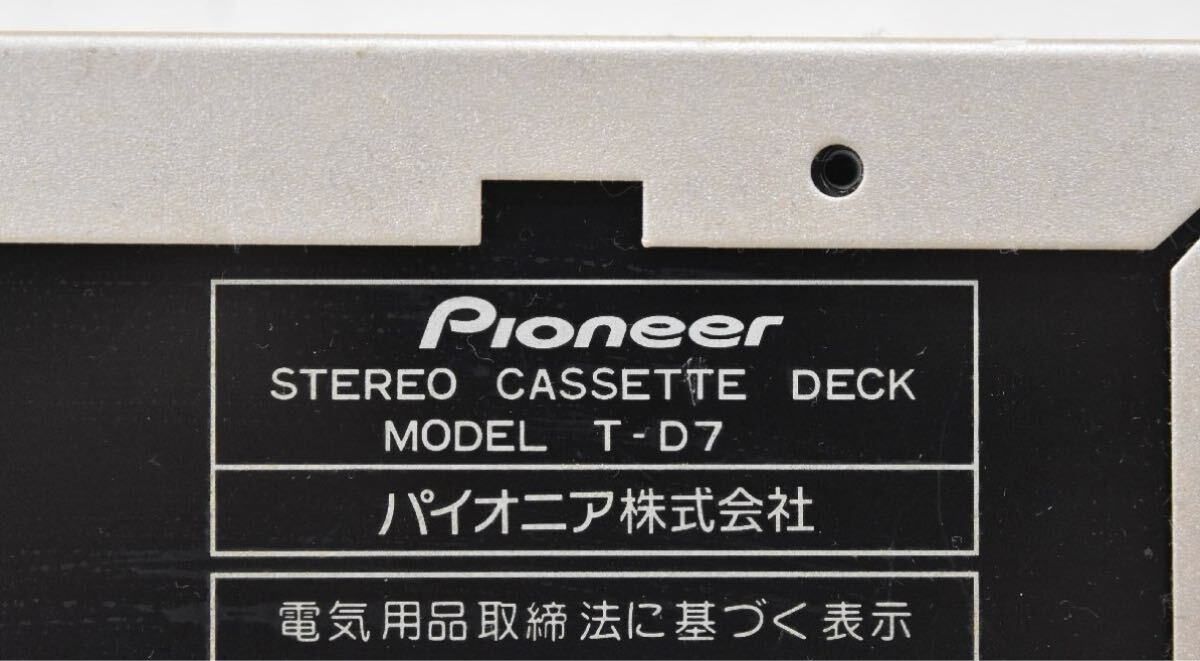 Pioneer
STEREO CASSETTE DECK
MODEL T-D7
パイオニア株式会社
電気用品取締法に基づく表示